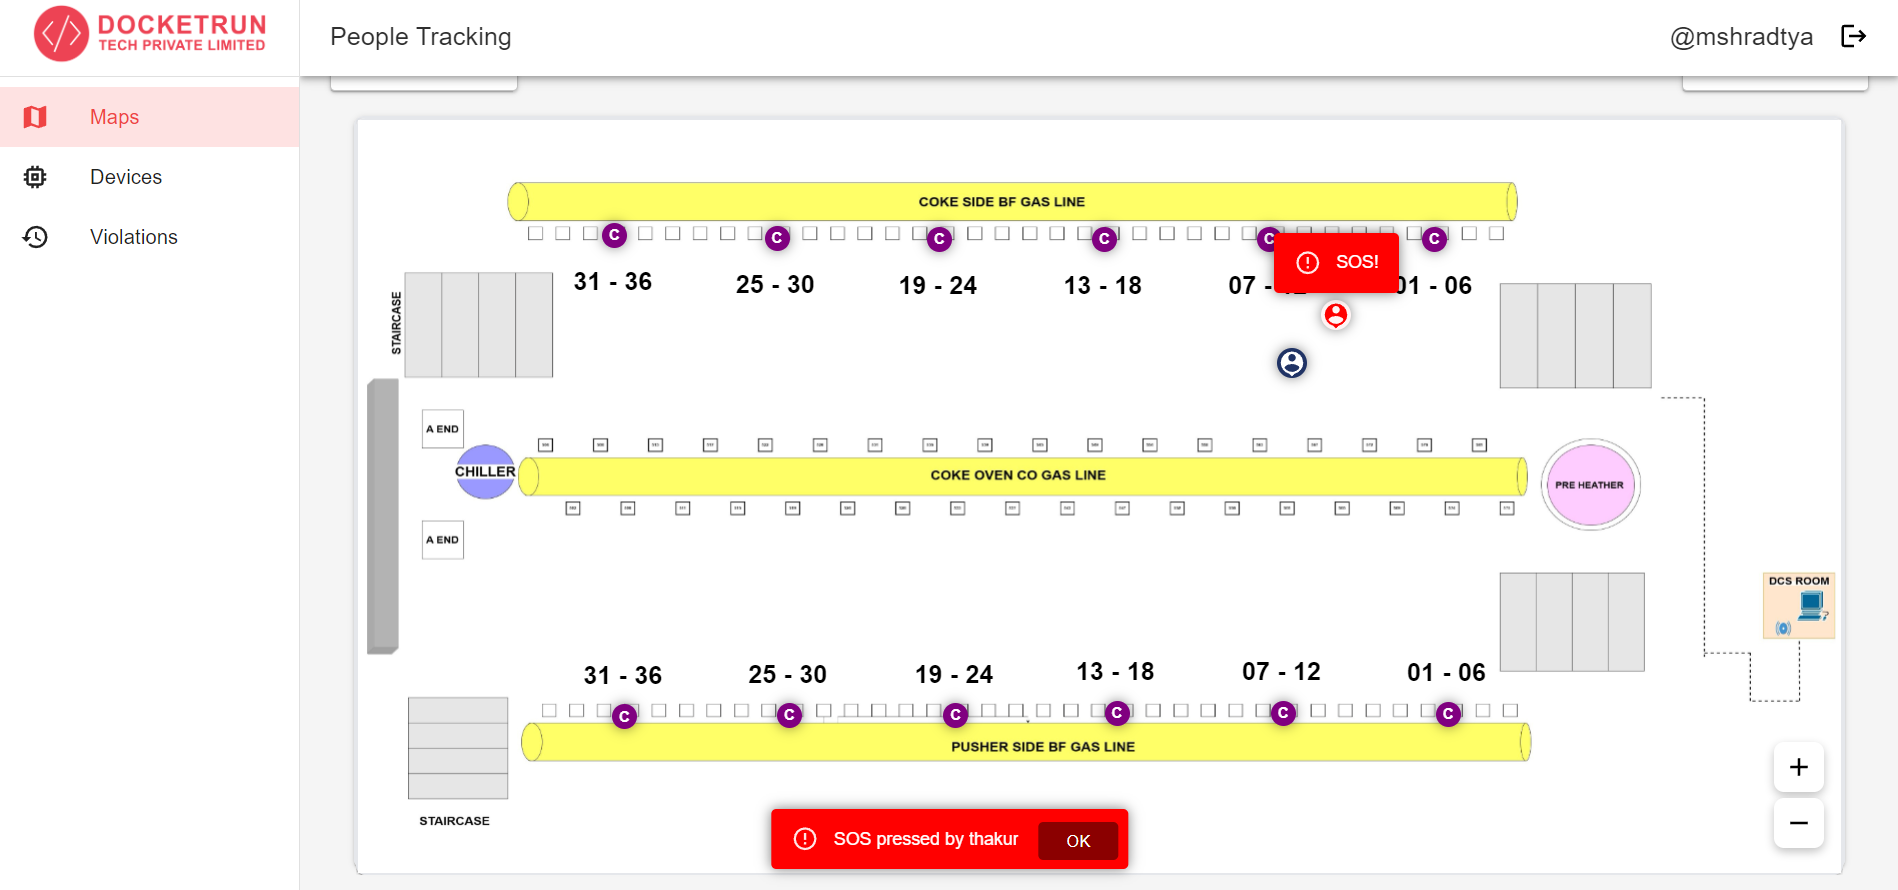 DOCKETRUN
TECH PRIVATE LIMITED
People Tracking
@mshradtya
Maps
Devices
Violations
COKE SIDE BF GAS LINE
C
C
C
C
C
C
SOS!
31 - 36
25 - 30
19 - 24
13 - 18
07 -
01 - 06
STAIRCASE
A END
CHILLER
COKE OVEN CO GAS LINE
PRE HEATHER
A END
DCS ROOM
31 - 36
25 - 30
19 - 24
13 - 18
07 - 12
01 - 06
C
C
C
C
C
C
PUSHER SIDE BF GAS LINE
STAIRCASE
SOS pressed by thakur
OK